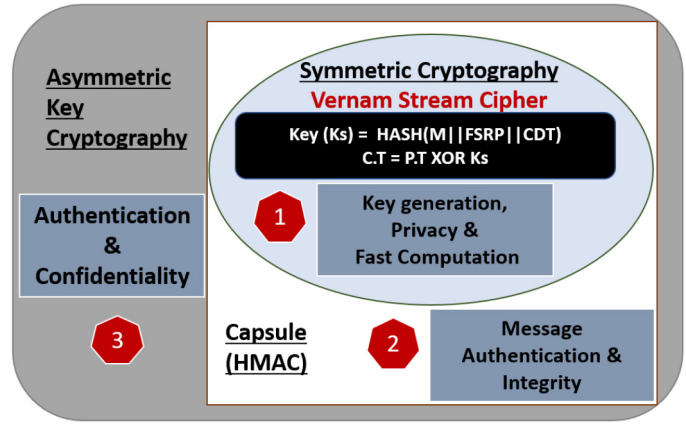 Asymmetric
Key
Cryptography
Authentication
&
Confidentiality
3
Symmetric Cryptography
Vernam Stream Cipher
Key (Ks) = HASH(M||FSRP||CDT)
C.T = P.T XOR Ks
1
Key generation,
Privacy &
Fast Computation
Capsule
(HMAC)
2
Message
Authentication &
Integrity